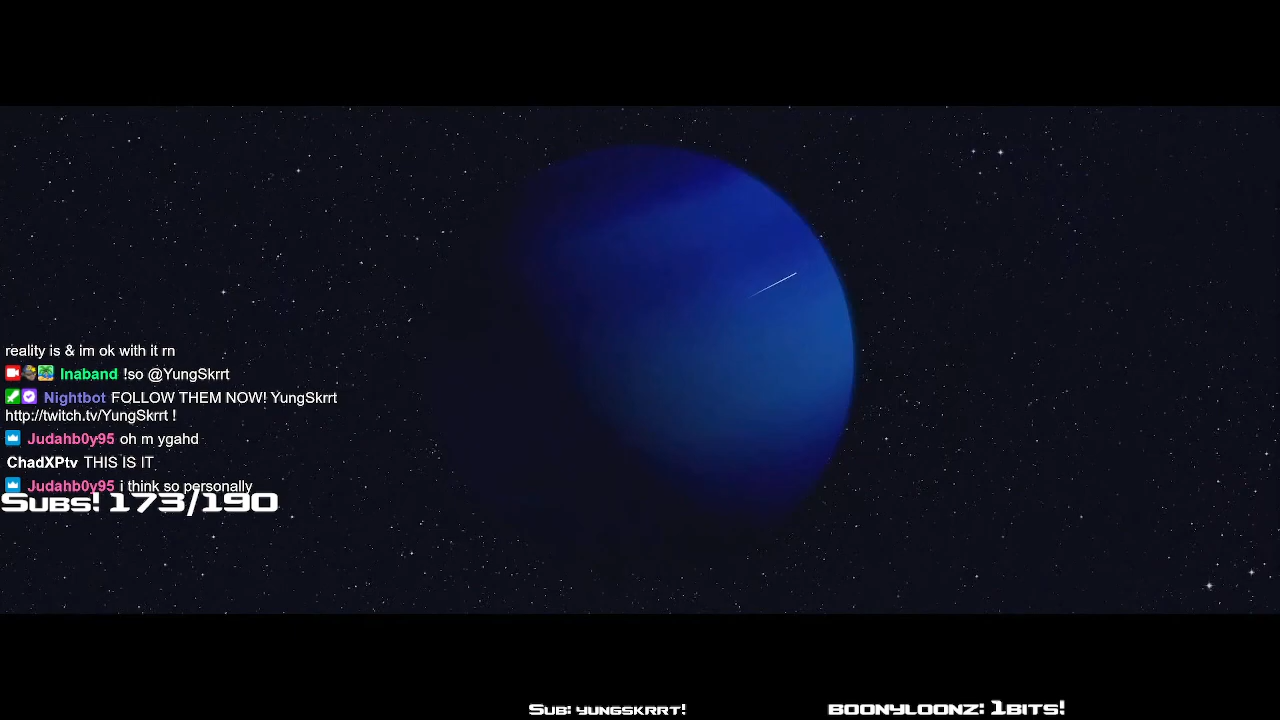 reality is & im ok with it rn
Inaband !so @YungSkrrt
Nightbot FOLLOW THEM NOW! YungSkrrt
http://twitch.tv/YungSkrrt !
Judahb0y95 oh m ygahd
ChadXPtv THIS IS IT
Judahb0y95 i think so personally
Subs! 173/190
Sub: yungskrrt!
boonyloonz: 1bits!